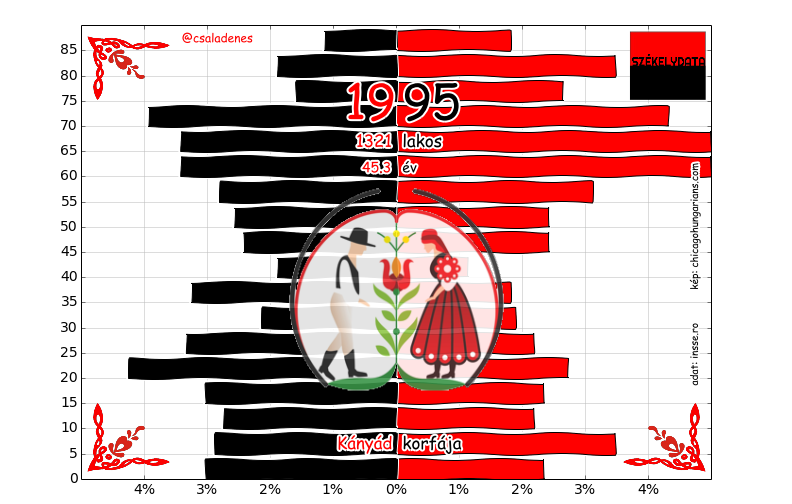 @csaladenes
SZÉKELYDATA
1995
1321 lakos
45.3 év
kép: chicagohungarians.com
adat: insse.ro
Kányád korfája
85
80
75
70
65
60
55
50
45
40
35
30
25
20
15
10
5
0
4% 3% 2% 1% 0% 1% 2% 3% 4%